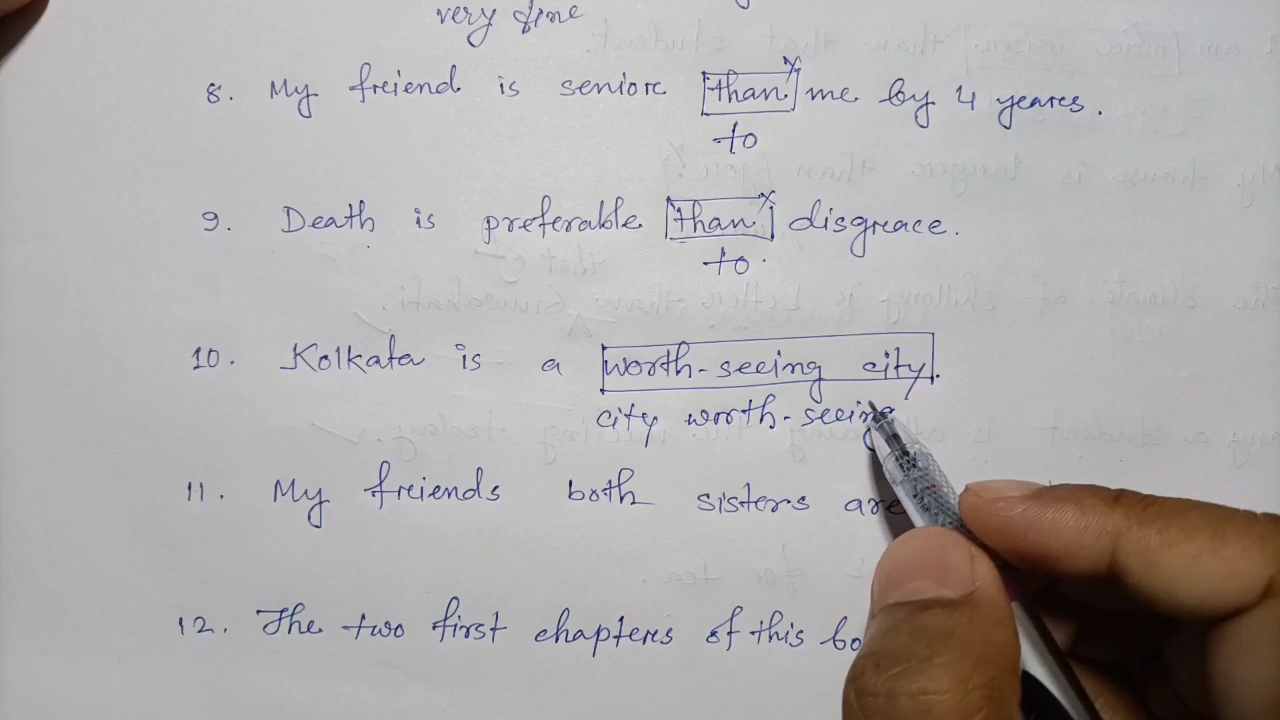 very fine
8. My friend is senior than x me by 4 years.
to
9. Death is preferable than x disgrace.
to.
10. Kolkata is a worth-seeing city.
city worth-seeing
11. My friends both sisters are
12. The two first chapters of this bo